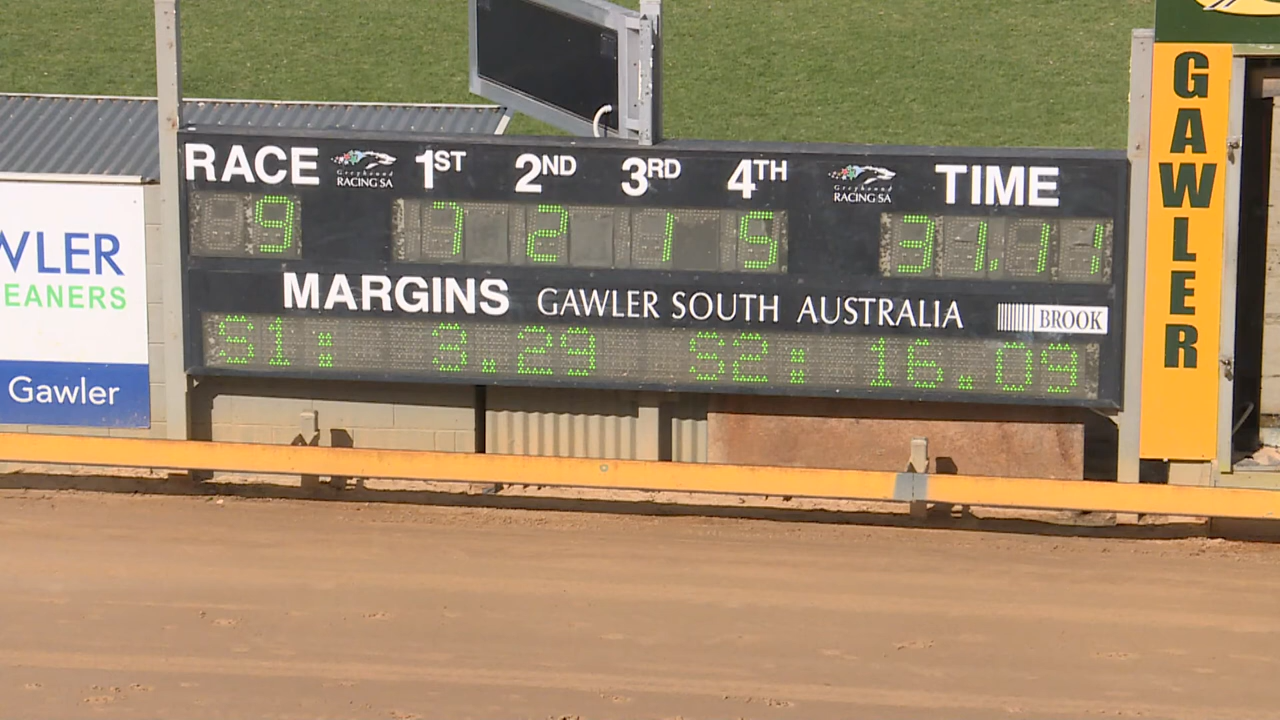 RACE Greyhound RACING SA 1ST 2ND 3RD 4TH Greyhound RACING SA TIME
9 7 2 1 5 31.11
MARGINS GAWLER SOUTH AUSTRALIA BROOK
S1: 3.29 S2: 16.09
WLER
EANERS
Gawler
GAWLER